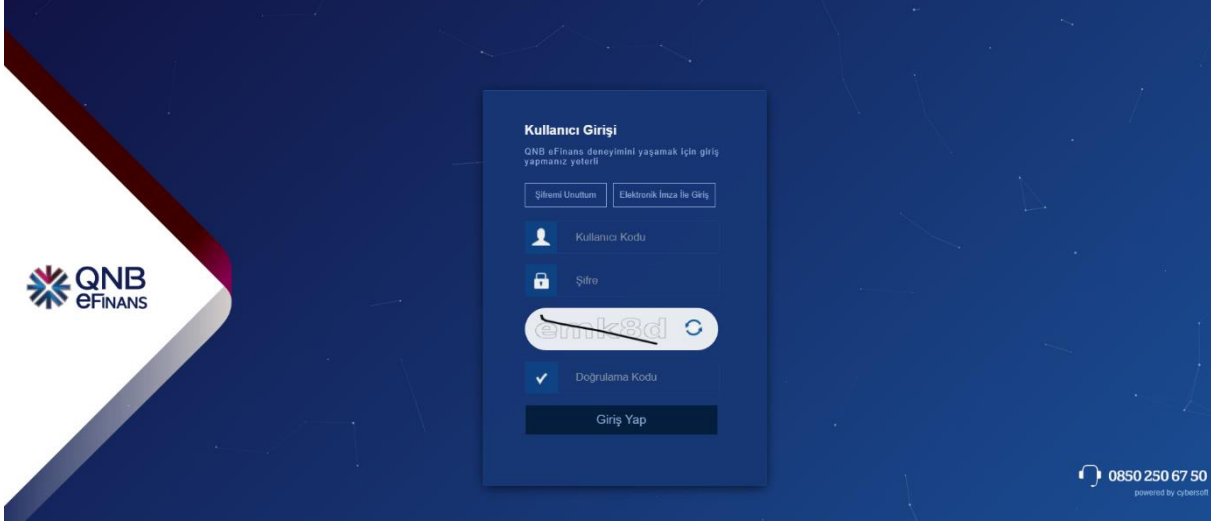 Kullanıcı Girişi
QNB eFinans deneyimini yaşamak için giriş
yapmanız yeterli
Şifremi Unuttum
Elektronik İmza İle Giriş
Kullanıcı Kodu
QNB
eFINANS
Şifre
emk8d
Doğrulama Kodu
Giriş Yap
0850 250 67 50
powered by cybersoft